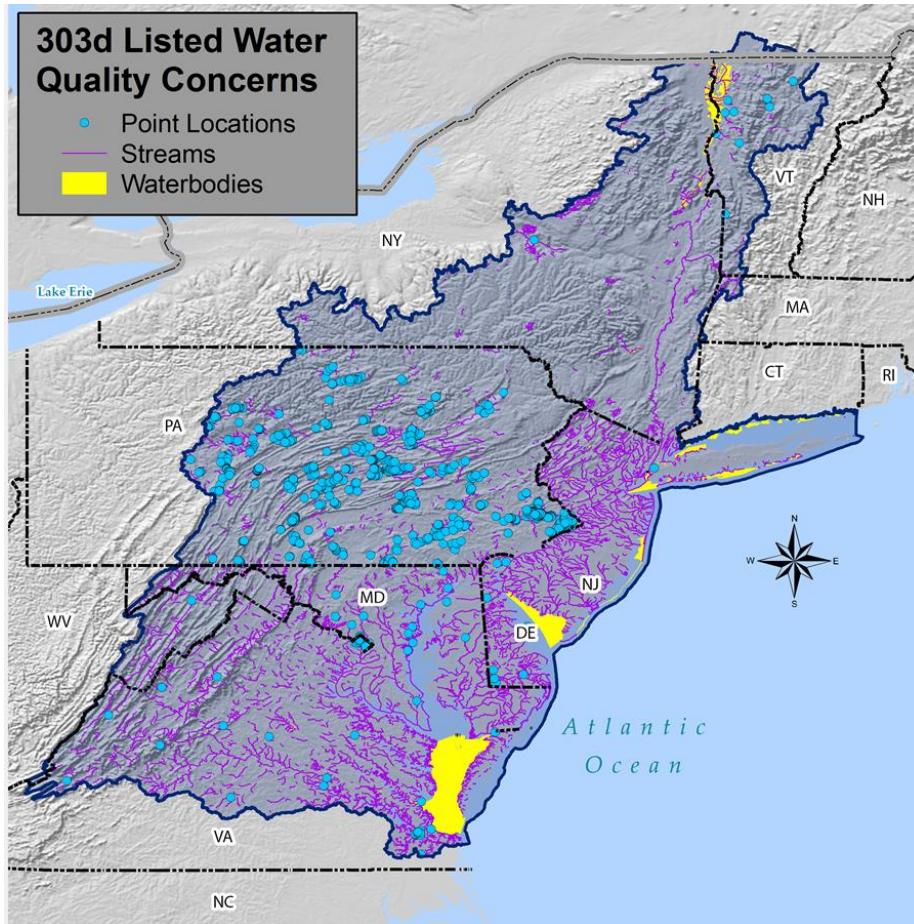 303d Listed Water
Quality Concerns
Point Locations
Streams
Waterbodies
VT
NH
NY
Lake Erie
MA
CT
RI
PA
N
W
E
S
NJ
MD
WV
DE
Atlantic
Ocean
VA
NC